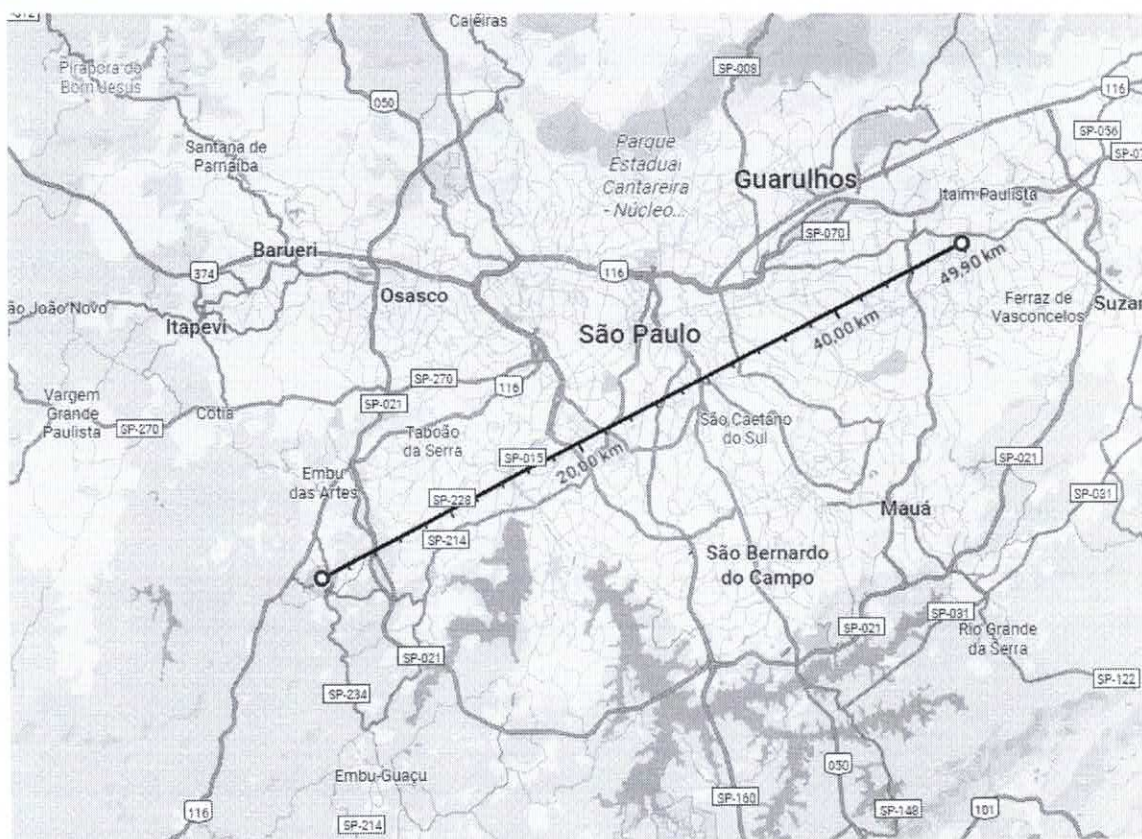 Caieiras
SP-008
Pirapora do
Bom Jesus
050
116
SP-056
Santana de
Parnaíba
Parque
Estadual
Cantareira
- Núcleo...
Guarulhos
Itaim Paulista
SP-070
Barueri
374
116
49,90 km
Osasco
ão João Novo
Itapevi
São Paulo
40,00 km
Ferraz de
Vasconcelos
Suzan
Vargem
Grande
Paulista
SP-270
116
SP-021
Cotia
SP-270
São Caetano
do Sul
Taboão
da Serra
SP-015
20,00 km
SP-021
Embu
das Artes
SP-228
SP-031
Mauá
SP-214
São Bernardo
do Campo
SP-031
SP-021
Rio Grande
da Serra
SP-021
SP-122
SP-234
Embu-Guaçu
050
SP-160
116
SP-148
101
SP-214